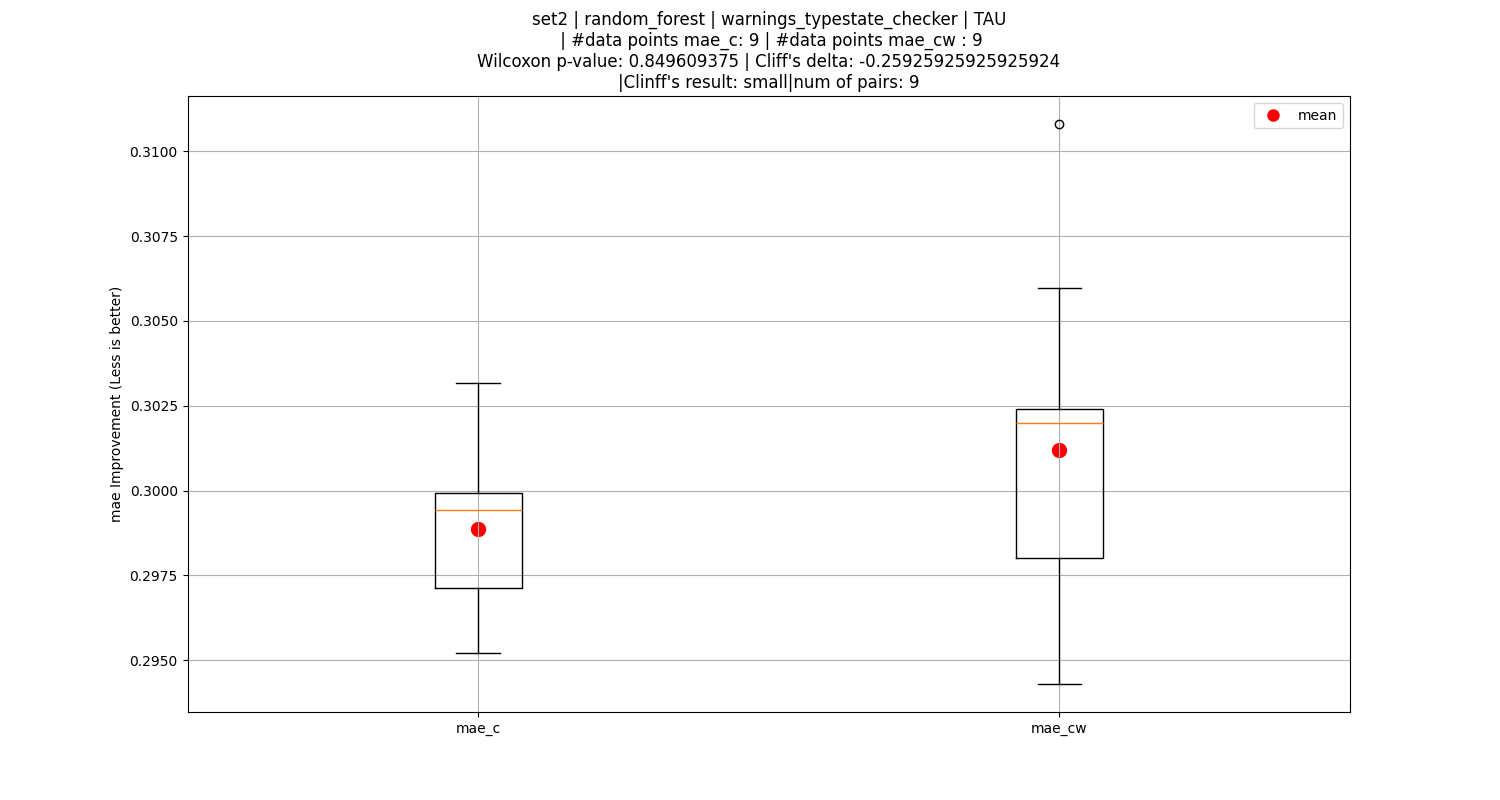 set2 | random_forest | warnings_typestate_checker | TAU
| #data points mae_c: 9 | #data points mae_cw : 9
Wilcoxon p-value: 0.849609375 | Cliff's delta: -0.25925925925925924
|Clinff's result: small|num of pairs: 9
mean
mae Improvement (Less is better)
0.3100
0.3075
0.3050
0.3025
0.3000
0.2975
0.2950
mae_c
mae_cw